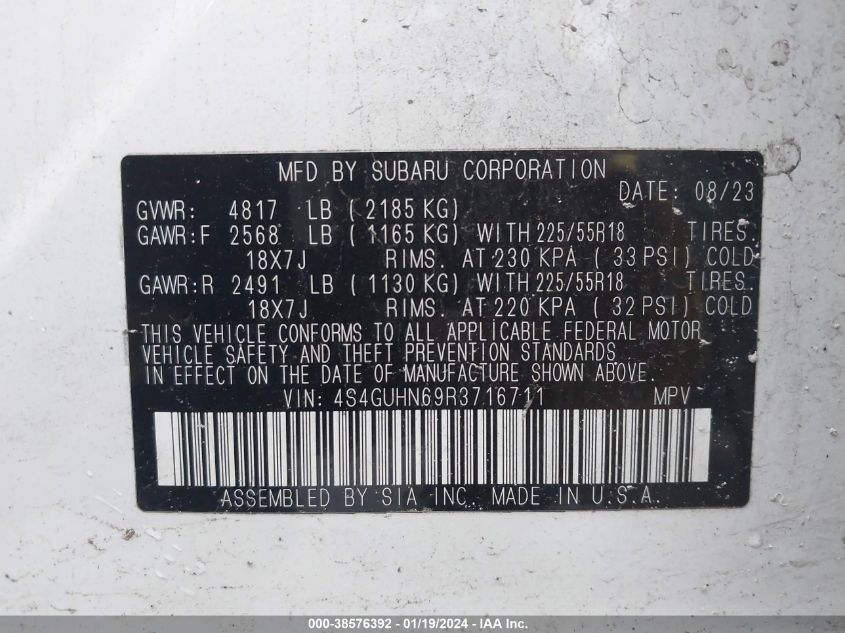 MFD BY SUBARU CORPORATION
DATE: 08/23
GVWR: 4817 LB ( 2185 KG)
GAWR:F 2568 LB ( 1165 KG) WITH 225/55R18 TIRES.
18X7J RIMS. AT 230 KPA ( 33 PSI) COLD
GAWR:R 2491 LB ( 1130 KG) WITH 225/55R18 TIRES.
18X7J RIMS. AT 220 KPA ( 32 PSI) COLD
THIS VEHICLE CONFORMS TO ALL APPLICABLE FEDERAL MOTOR
VEHICLE SAFETY AND THEFT PREVENTION STANDARDS
IN EFFECT ON THE DATE OF MANUFACTURE SHOWN ABOVE.
VIN: 4S4GUHN69R3716711 MPV
ASSEMBLED BY SIA INC. MADE IN U.S.A.
000-38576392 - 01/19/2024 - IAA Inc.